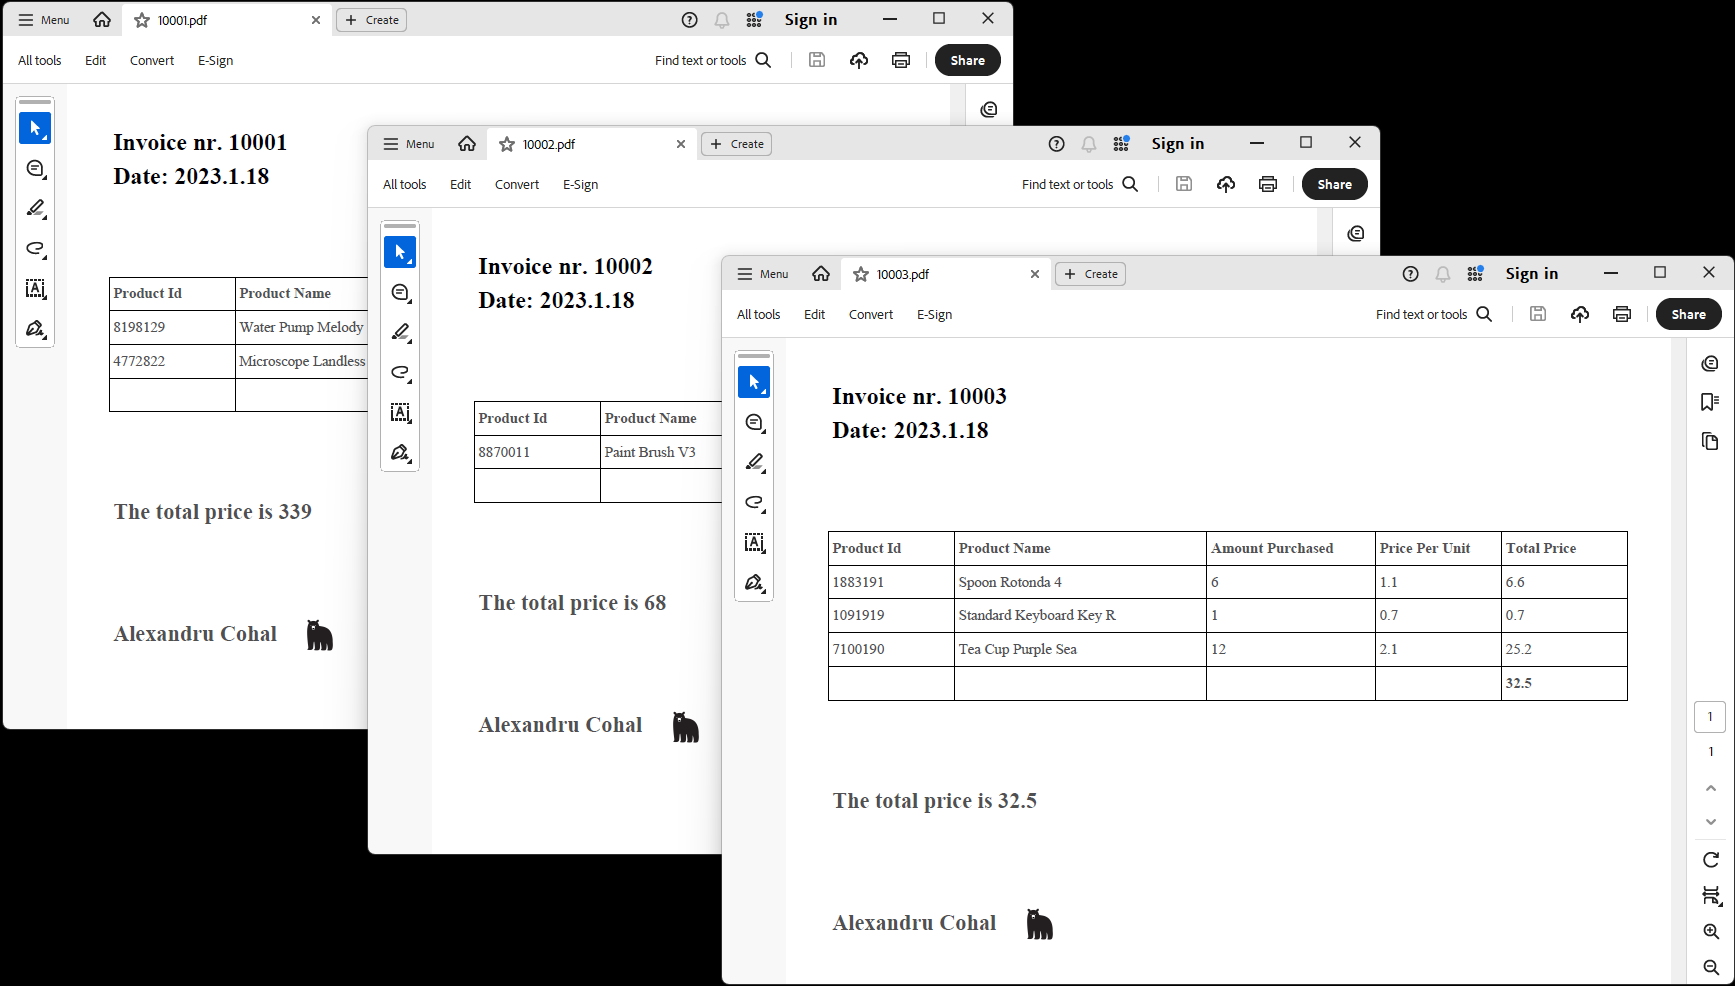 Menu
10001.pdf
Create
Sign in
All tools
Edit
Convert
E-Sign
Find text or tools
Share
Invoice nr. 10001
Date: 2023.1.18
Product Id Product Name
8198129 Water Pump Melody
4772822 Microscope Landless
The total price is 339
Alexandru Cohal
Menu
10002.pdf
Create
Sign in
All tools
Edit
Convert
E-Sign
Find text or tools
Share
Invoice nr. 10002
Date: 2023.1.18
Product Id Product Name
8870011 Paint Brush V3
The total price is 68
Alexandru Cohal
Menu
10003.pdf
Create
Sign in
All tools
Edit
Convert
E-Sign
Find text or tools
Share
Invoice nr. 10003
Date: 2023.1.18
Product Id Product Name Amount Purchased Price Per Unit Total Price
1883191 Spoon Rotonda 4 6 1.1 6.6
1091919 Standard Keyboard Key R 1 0.7 0.7
7100190 Tea Cup Purple Sea 12 2.1 25.2
32.5
The total price is 32.5
Alexandru Cohal
1
1